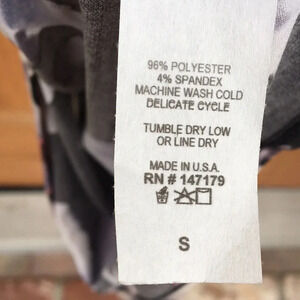 96% POLYESTER
4% SPANDEX
MACHINE WASH COLD
DELICATE CYCLE
TUMBLE DRY LOW
OR LINE DRY
MADE IN U.S.A.
RN # 147179
S